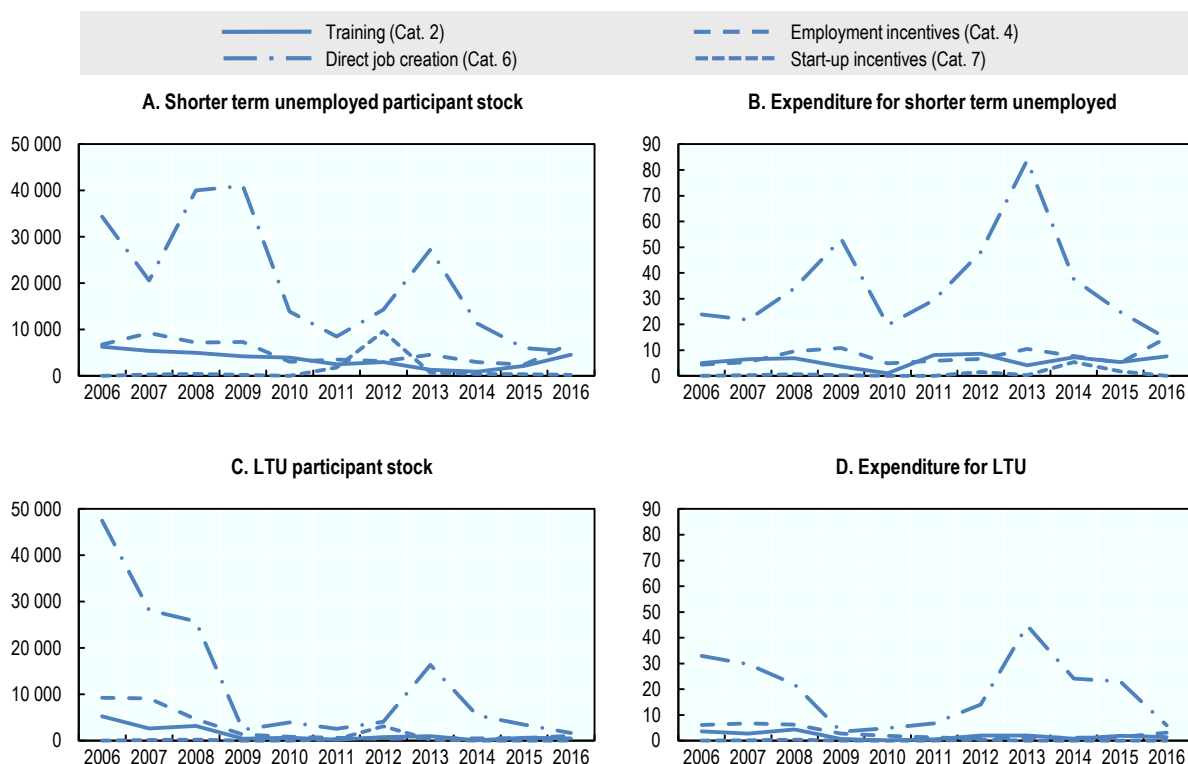 Training (Cat. 2)
Employment incentives (Cat. 4)
Direct job creation (Cat. 6)
Start-up incentives (Cat. 7)
A. Shorter term unemployed participant stock
50 000
40 000
30 000
20 000
10 000
0
2006 2007 2008 2009 2010 2011 2012 2013 2014 2015 2016
B. Expenditure for shorter term unemployed
90
80
70
60
50
40
30
20
10
0
2006 2007 2008 2009 2010 2011 2012 2013 2014 2015 2016
C. LTU participant stock
50 000
40 000
30 000
20 000
10 000
0
2006 2007 2008 2009 2010 2011 2012 2013 2014 2015 2016
D. Expenditure for LTU
90
80
70
60
50
40
30
20
10
0
2006 2007 2008 2009 2010 2011 2012 2013 2014 2015 2016